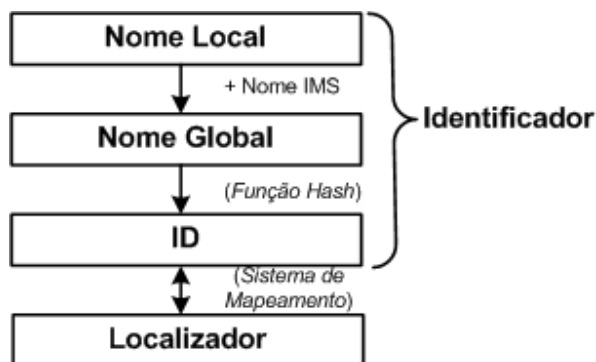 Nome Local
+ Nome IMS
Identificador
Nome Global
(Função Hash)
ID
(Sistema de
Mapeamento)
Localizador